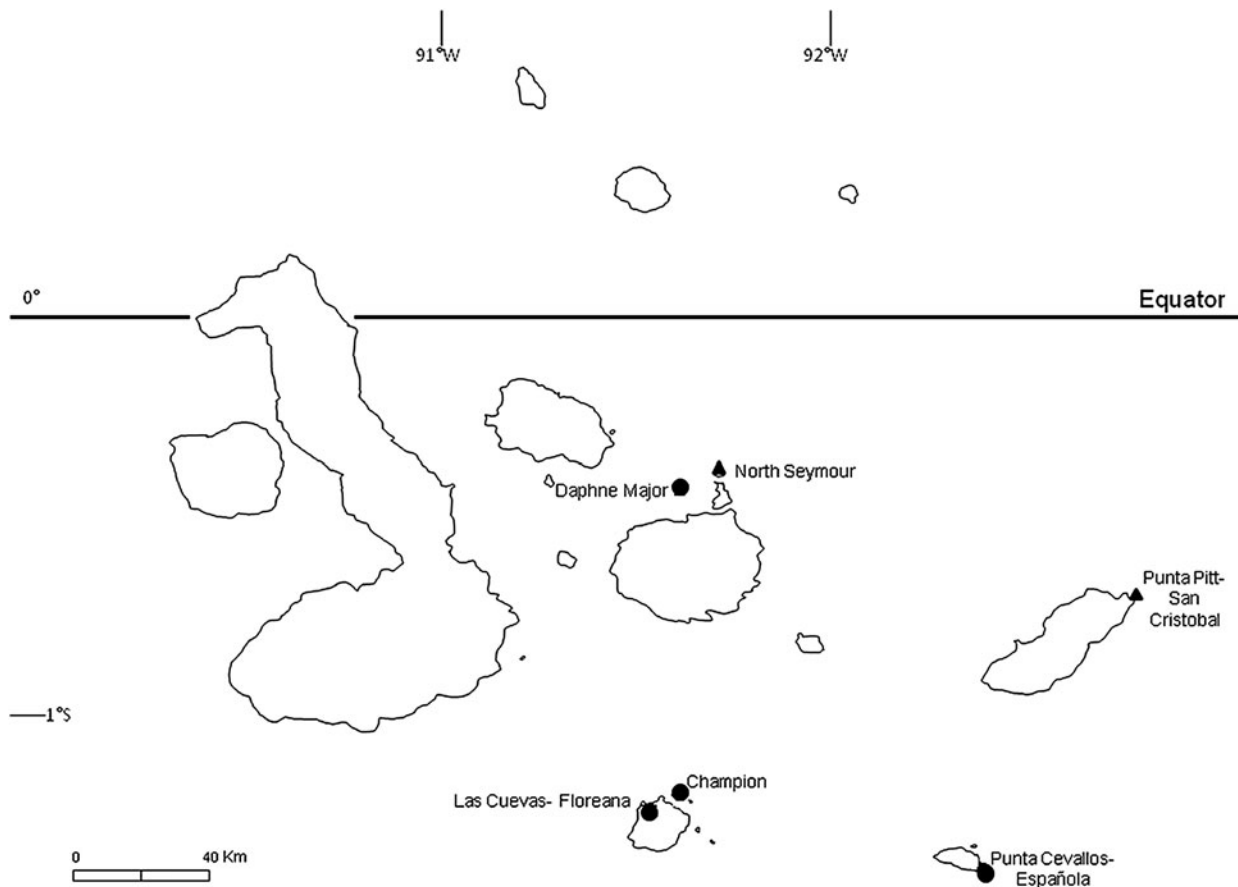 91°W
92°W
0°
Equator
North Seymour
Daphne Major
Punta Pitt-
San
Cristobal
1°S
Champion
Las Cuevas- Floreana
0
40 Km
Punta Cevallos-
Española